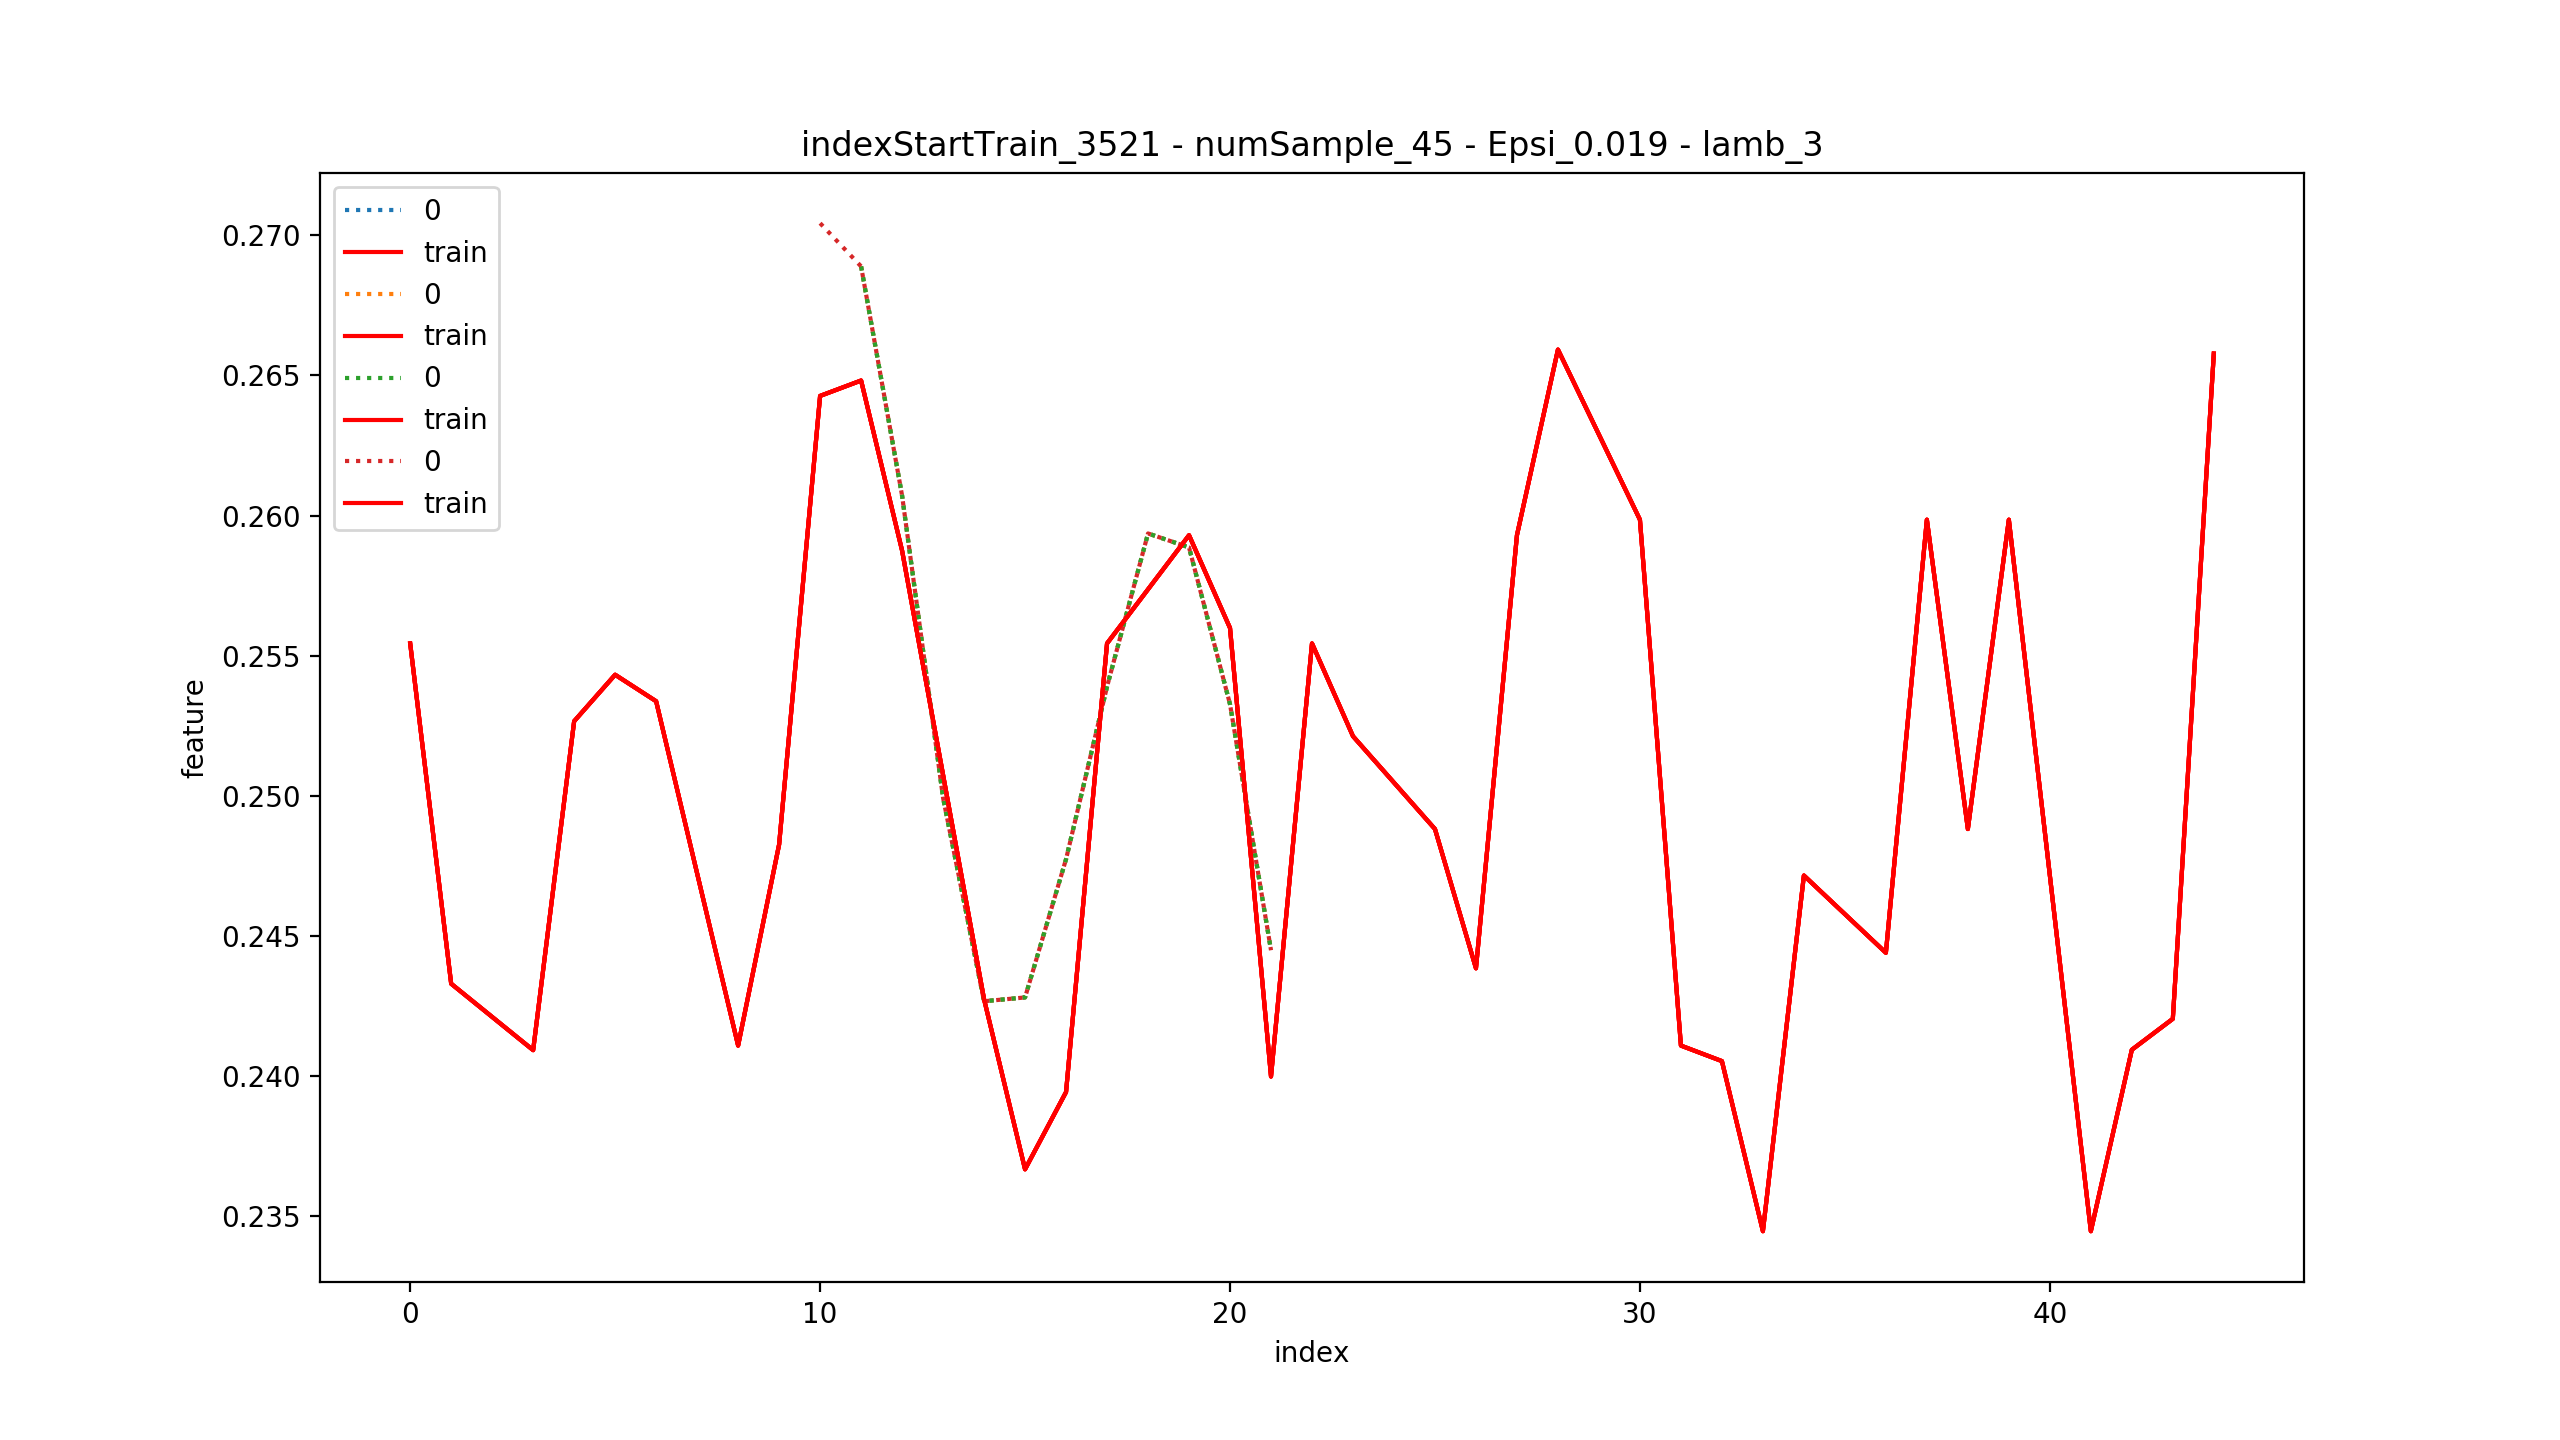 indexStartTrain_3521 - numSample_45 - Epsi_0.019 - lamb_3
0
train
0
train
0
train
0
train
0.270
0.265
0.260
0.255
0.250
0.245
0.240
0.235
feature
0 10 20 30 40
index